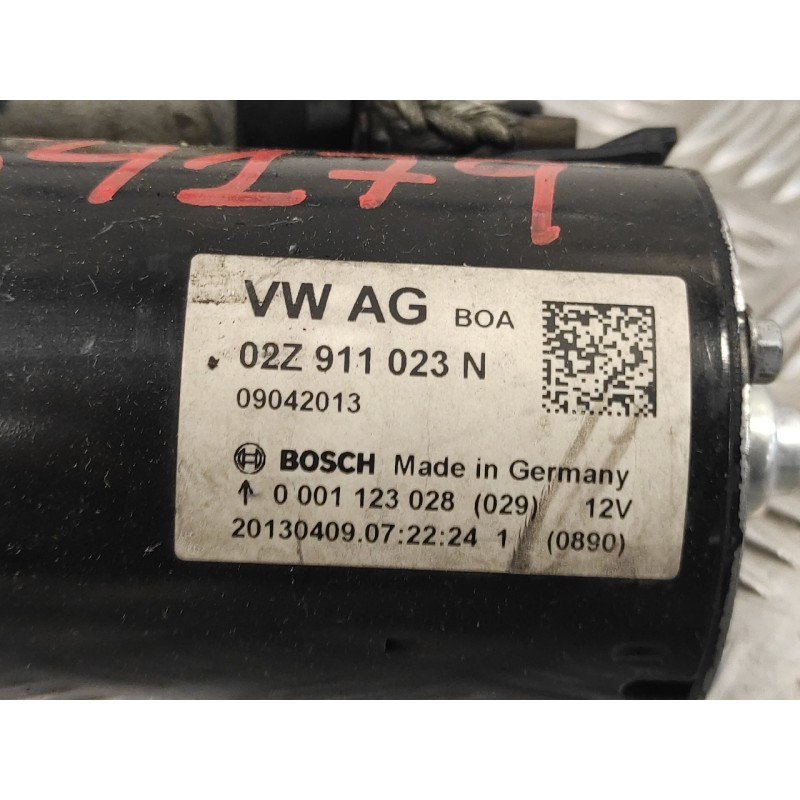 4179
VW AG BOA
02Z 911 023 N
09042013
BOSCH Made in Germany
↑ 0 001 123 028 (029) 12V
20130409.07:22:24 1 (0890)